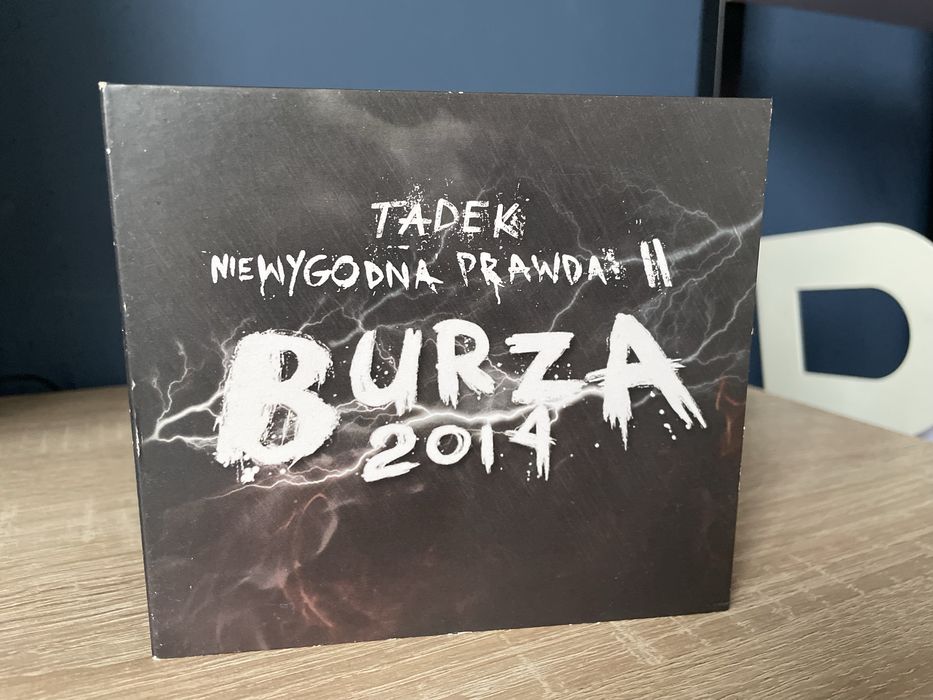 TADEK
NIEWYGODNA PRAWDA II
BURZA
2014